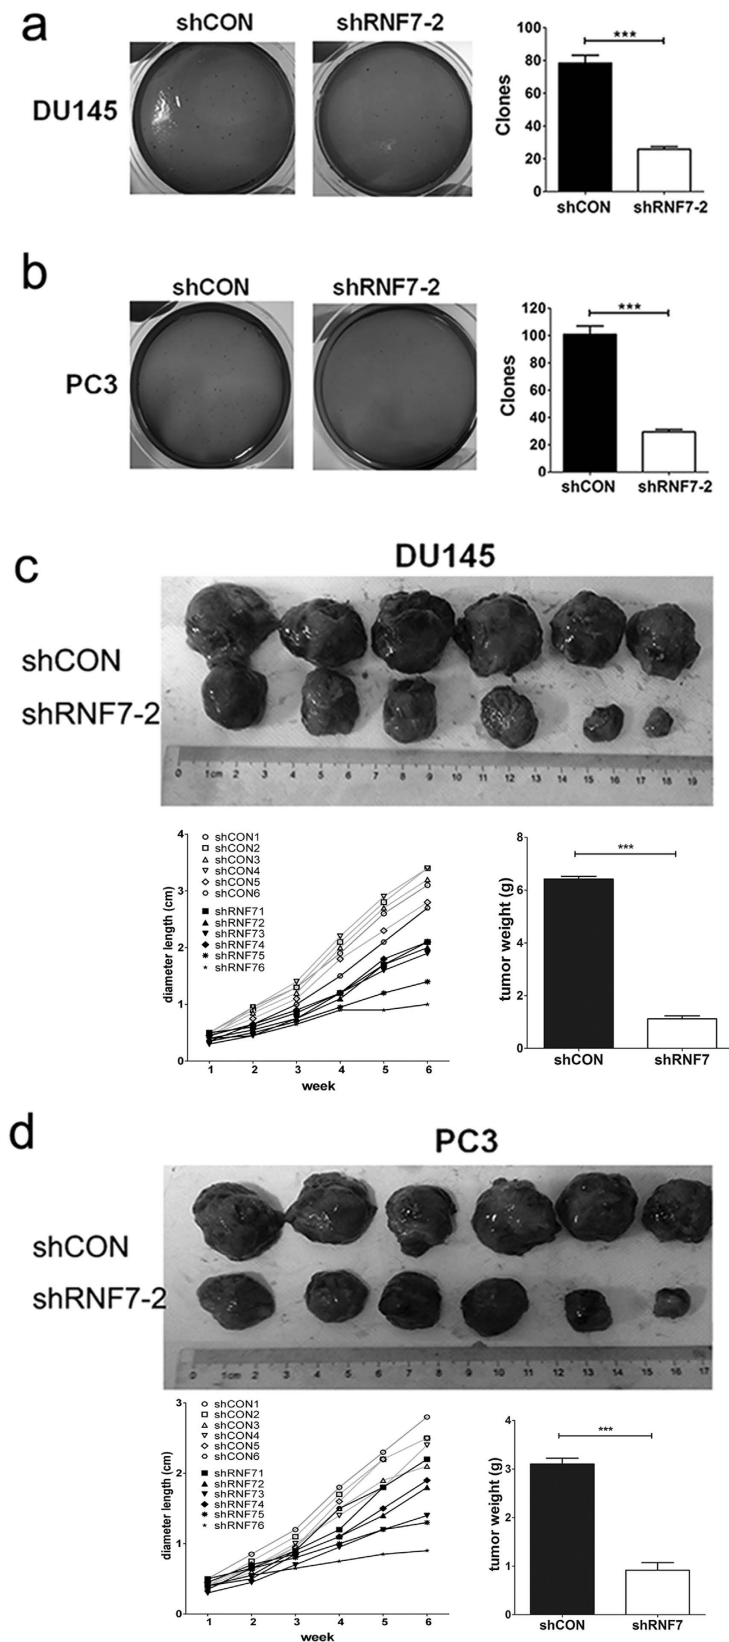 a
shCON shRNF7-2
DU145
Clones
100
80
60
40
20
0
***
shCON shRNF7-2
b
shCON shRNF7-2
PC3
Clones
120
100
80
60
40
20
0
***
shCON shRNF7-2
c
DU145
shCON
shRNF7-2
0 1cm 2 3 4 5 6 7 8 9 10 11 12 13 14 15 16 17 18 19
diameter length (cm)
4
3
2
1
0
shCON1
shCON2
shCON3
shCON4
shCON5
shCON6
shRNF71
shRNF72
shRNF73
shRNF74
shRNF75
shRNF76
1 2 3 4 5 6
week
tumor weight (g)
8
6
4
2
0
***
shCON shRNF7
d
PC3
shCON
shRNF7-2
0 1cm 2 3 4 5 6 7 8 9 10 11 12 13 14 15 16 17
diameter length (cm)
3
2
1
0
shCON1
shCON2
shCON3
shCON4
shCON5
shCON6
shRNF71
shRNF72
shRNF73
shRNF74
shRNF75
shRNF76
1 2 3 4 5 6
week
tumor weight (g)
4
3
2
1
0
***
shCON shRNF7